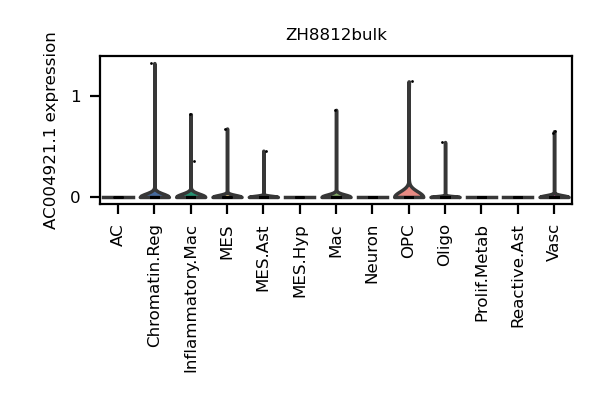 ZH8812bulk
AC004921.1 expression
1
0
AC
Chromatin.Reg
Inflammatory.Mac
MES
MES.Ast
MES.Hyp
Mac
Neuron
OPC
Oligo
Prolif.Metab
Reactive.Ast
Vasc